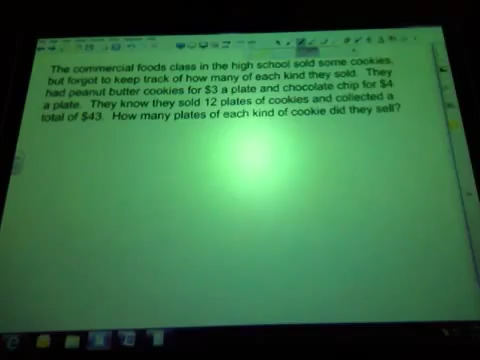 The commercial foods class in the high school sold some cookies,
but forgot to keep track of how many of each kind they sold. They
had peanut butter cookies for $3 a plate and chocolate chip for $4
a plate. They know they sold 12 plates of cookies and collected a
total of $43. How many plates of each kind of cookie did they sell?